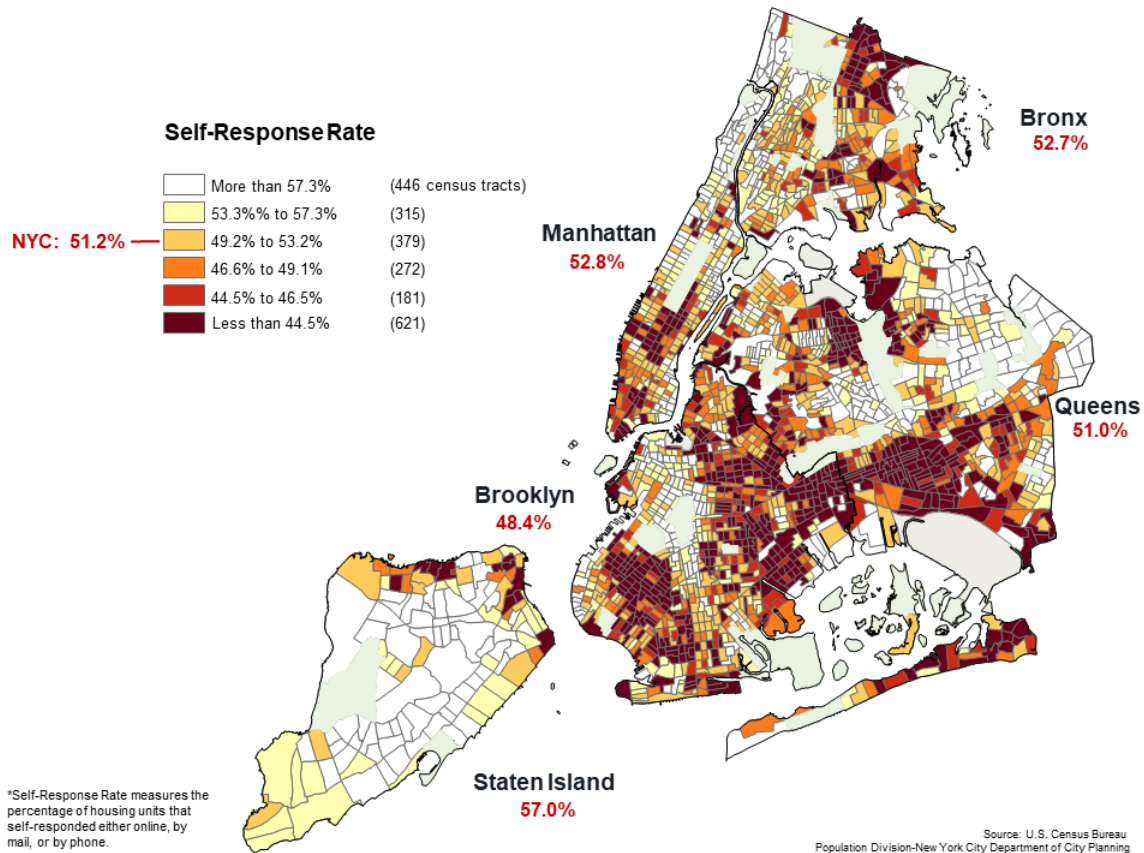 Self-Response Rate
More than 57.3% (446 census tracts)
53.3%% to 57.3% (315)
NYC: 51.2%
49.2% to 53.2% (379)
46.6% to 49.1% (272)
44.5% to 46.5% (181)
Less than 44.5% (621)
Bronx
52.7%
Manhattan
52.8%
Queens
51.0%
Brooklyn
48.4%
Staten Island
57.0%
*Self-Response Rate measures the
percentage of housing units that
self-responded either online, by
mail, or by phone.
Source: U.S. Census Bureau
Population Division-New York City Department of City Planning